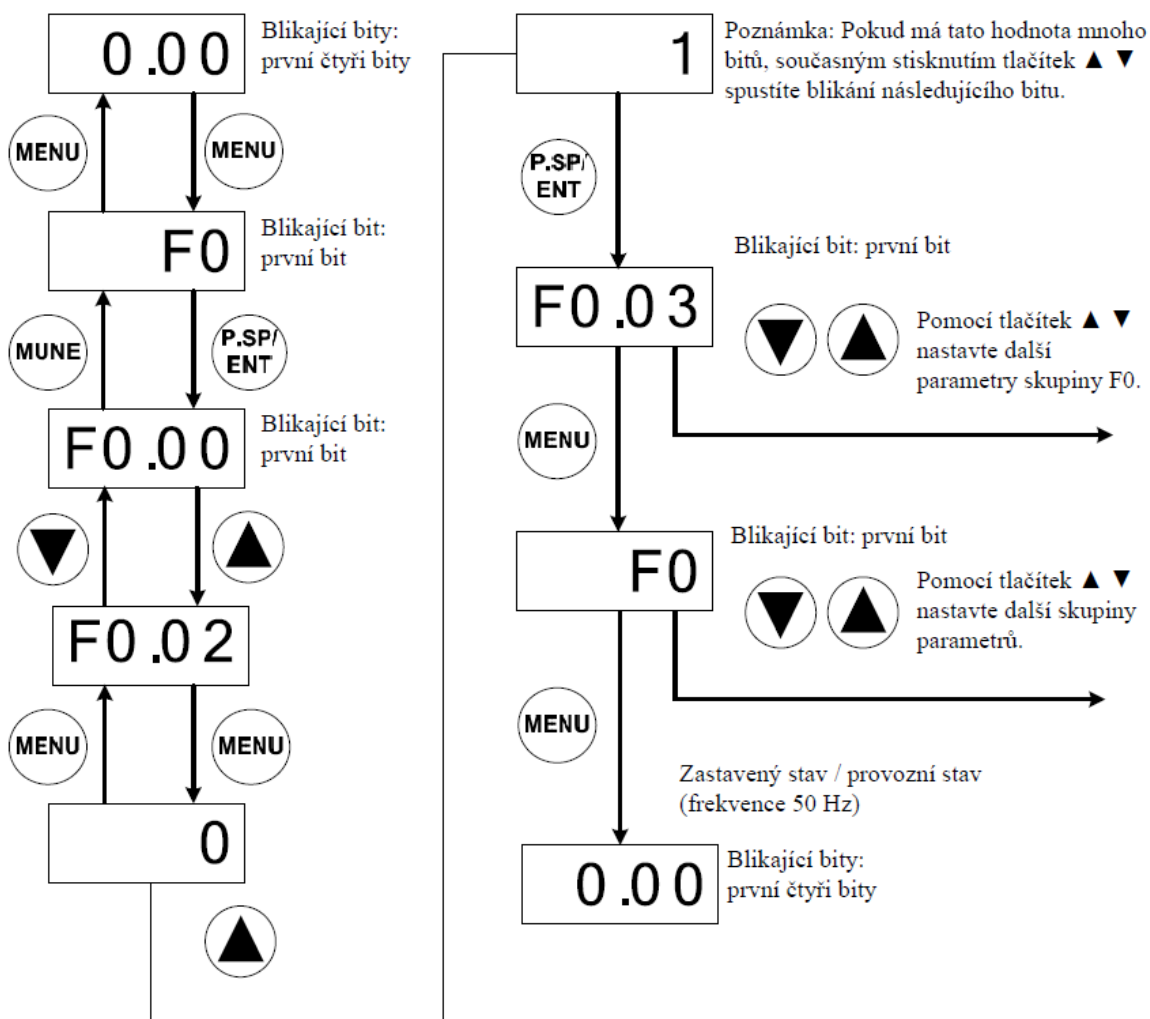 0.00
Blikající bity:
první čtyři bity
MENU
MENU
F0
Blikající bit:
první bit
MUNE
P.SP/
ENT
F0.00
Blikající bit:
první bit
F0.02
MENU
MENU
0
1
Poznámka: Pokud má tato hodnota mnoho
bitů, současným stisknutím tlačítek ▲ ▼
spustíte blikání následujícího bitu.
P.SP/
ENT
Blikající bit: první bit
F0.03
Pomocí tlačítek ▲ ▼
nastavte další
parametry skupiny F0.
MENU
Blikající bit: první bit
F0
Pomocí tlačítek ▲ ▼
nastavte další skupiny
parametrů.
MENU
Zastavený stav / provozní stav
(frekvence 50 Hz)
0.00
Blikající bity:
první čtyři bity